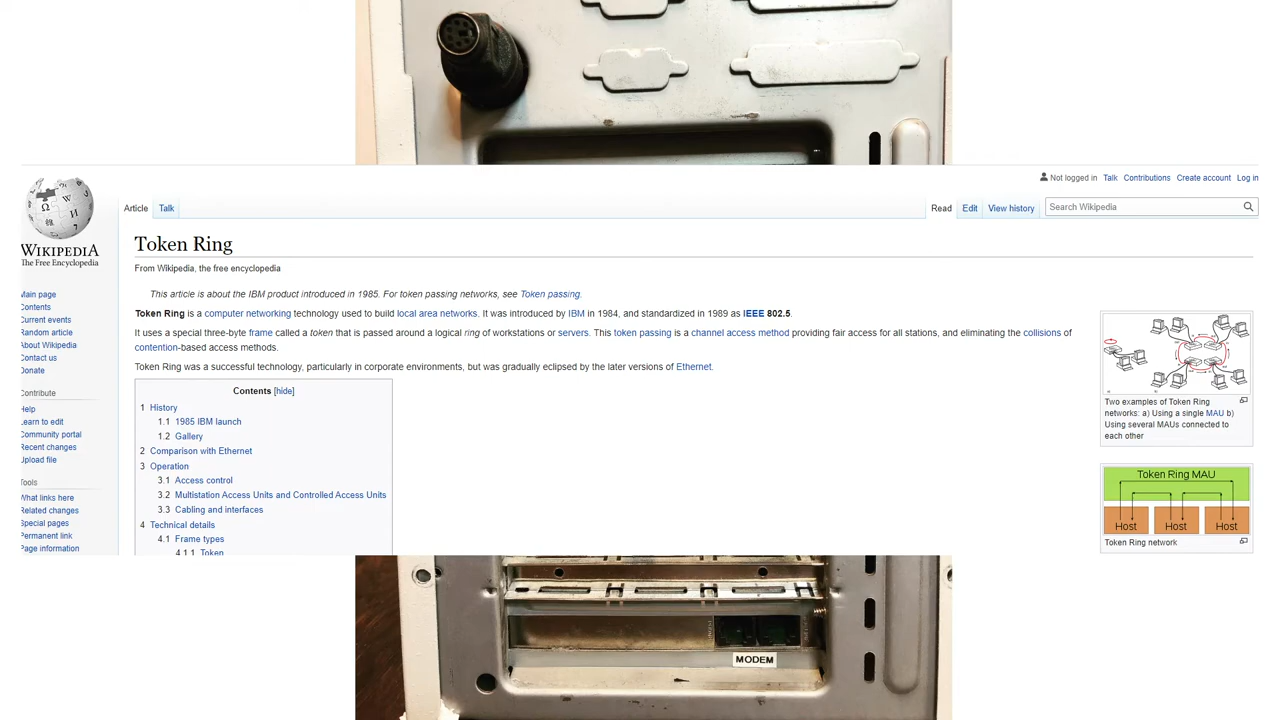 Not logged in Talk Contributions Create account Log in
Article Talk Read Edit View history Search Wikipedia
WIKIPEDIA
The Free Encyclopedia
Token Ring
From Wikipedia, the free encyclopedia
This article is about the IBM product introduced in 1985. For token passing networks, see Token passing.
Token Ring is a computer networking technology used to build local area networks. It was introduced by IBM in 1984, and standardized in 1989 as IEEE 802.5.
It uses a special three-byte frame called a token that is passed around a logical ring of workstations or servers. This token passing is a channel access method providing fair access for all stations, and eliminating the collisions of
contention-based access methods.
Token Ring was a successful technology, particularly in corporate environments, but was gradually eclipsed by the later versions of Ethernet.
Main page
Contents
Current events
Random article
About Wikipedia
Contact us
Donate
Contribute
Help
Learn to edit
Community portal
Recent changes
Upload file
Tools
What links here
Related changes
Special pages
Permanent link
Page information
Contents [hide]
1 History
1.1 1985 IBM launch
1.2 Gallery
2 Comparison with Ethernet
3 Operation
3.1 Access control
3.2 Multistation Access Units and Controlled Access Units
3.3 Cabling and interfaces
4 Technical details
4.1 Frame types
4.1.1 Token
Two examples of Token Ring
networks: a) Using a single MAU b)
Using several MAUs connected to
each other
Token Ring MAU
Host Host Host
Token Ring network
MODEM